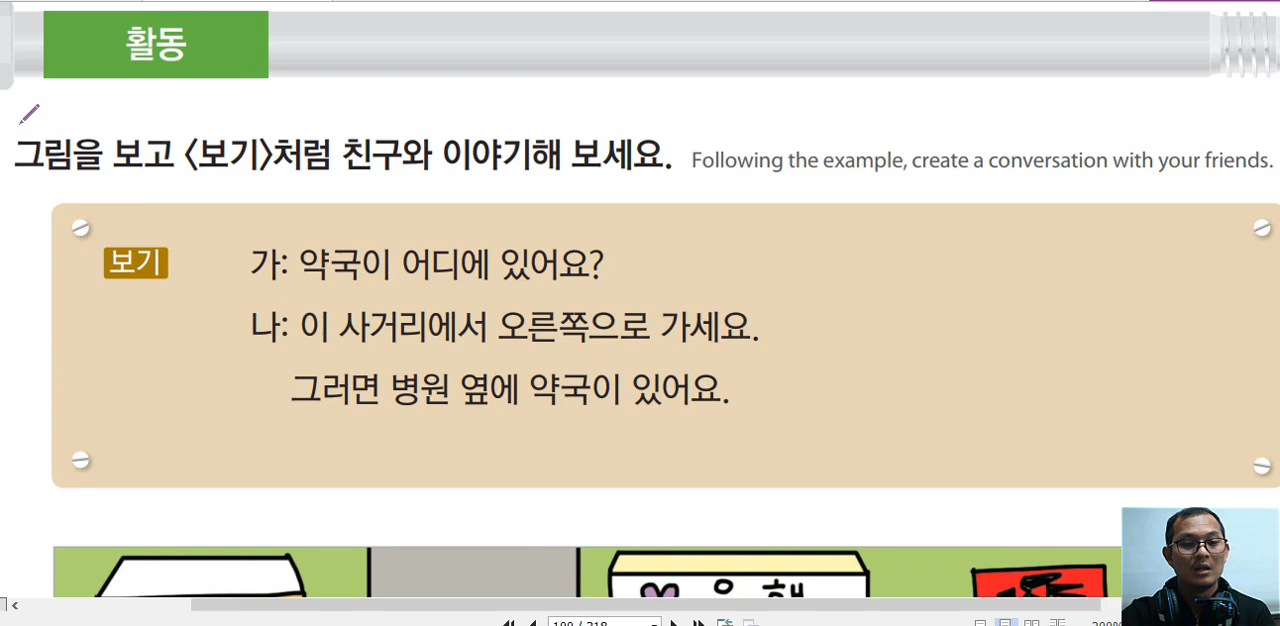 활동
그림을 보고 <보기>처럼 친구와 이야기해 보세요. Following the example, create a conversation with your friends.
보기 가: 약국이 어디에 있어요?
나: 이 사거리에서 오른쪽으로 가세요.
그러면 병원 옆에 약국이 있어요.